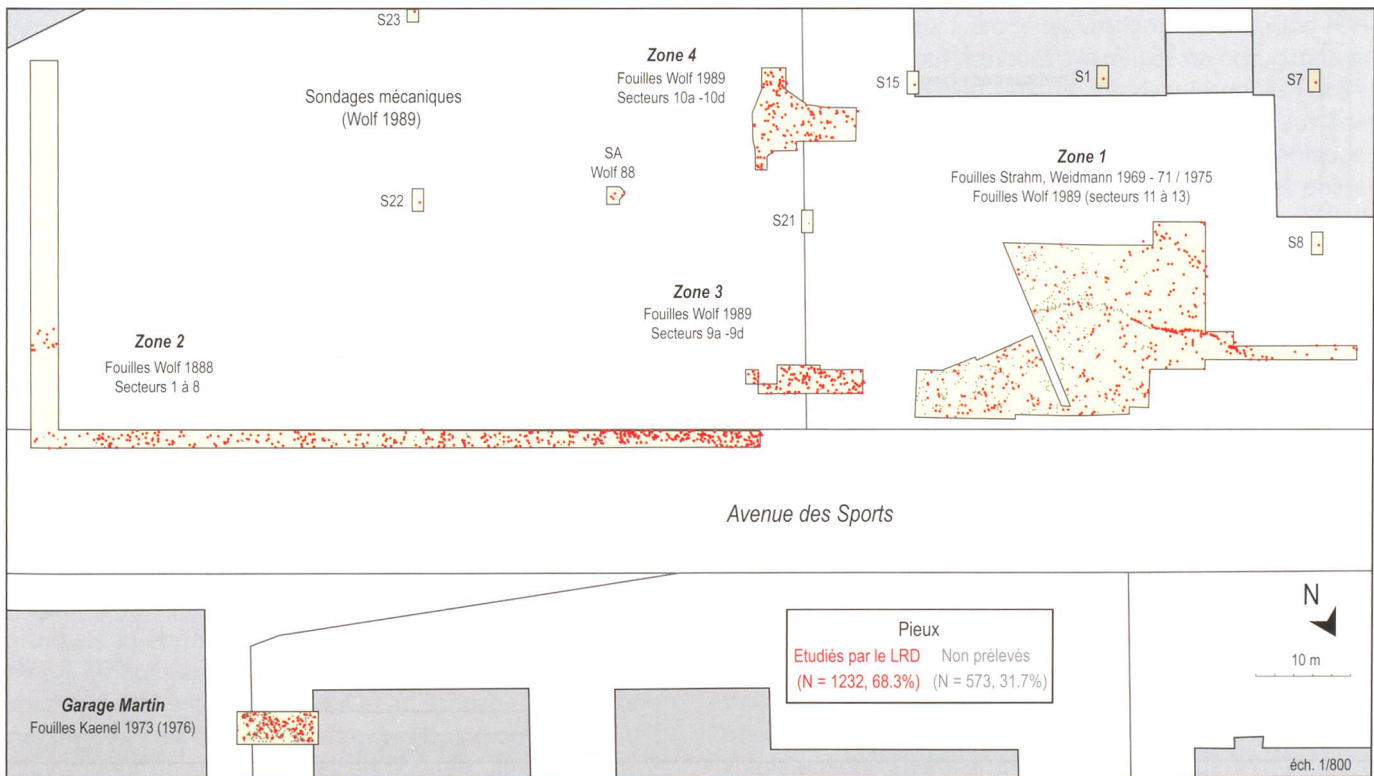 S23
Zone 4
Fouilles Wolf 1989
Secteurs 10a -10d
S15
S1
S7
Sondages mécaniques
(Wolf 1989)
SA
Wolf 88
S22
S21
Zone 1
Fouilles Strahm, Weidmann 1969 - 71 / 1975
Fouilles Wolf 1989 (secteurs 11 à 13)
S8
Zone 3
Fouilles Wolf 1989
Secteurs 9a -9d
Zone 2
Fouilles Wolf 1888
Secteurs 1 à 8
Avenue des Sports
Pieux
Etudiés par le LRD Non prélevés
(N = 1232, 68.3%) (N = 573, 31.7%)
N
10 m
Garage Martin
Fouilles Kaenel 1973 (1976)
éch. 1/800